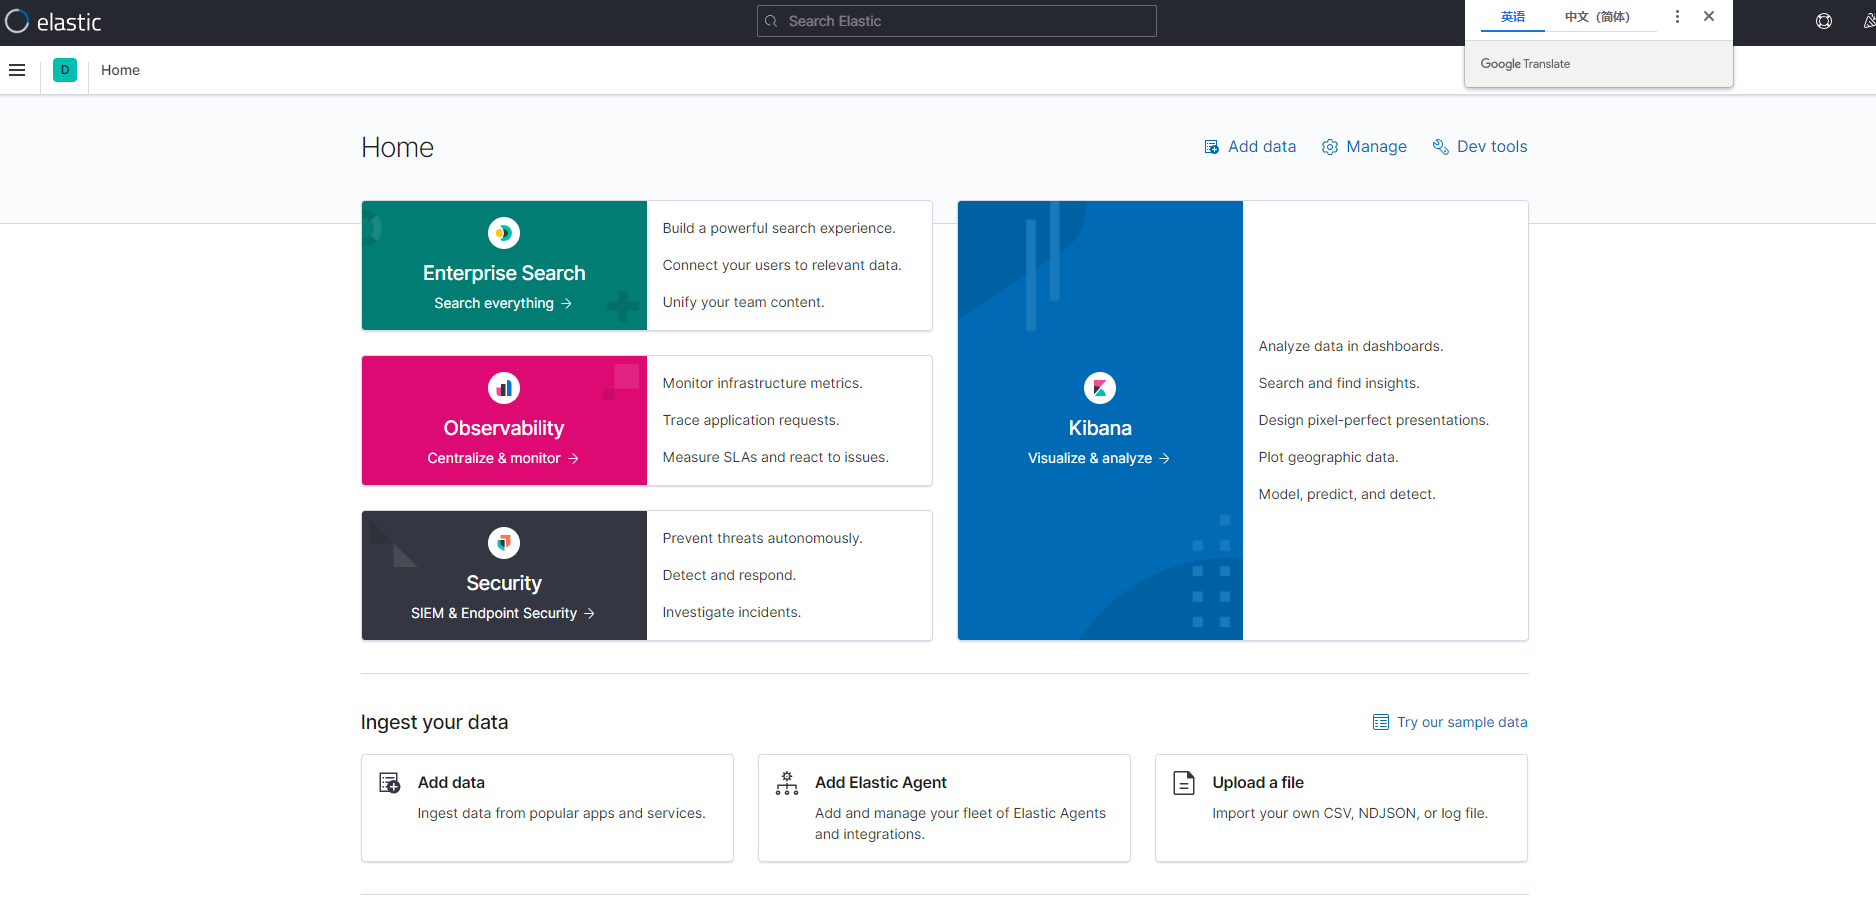 elastic
Search Elastic
英语 中文（简体）
Google Translate
D Home
Home
Add data Manage Dev tools
Enterprise Search
Search everything →
Build a powerful search experience.
Connect your users to relevant data.
Unify your team content.
Observability
Centralize & monitor →
Monitor infrastructure metrics.
Trace application requests.
Measure SLAs and react to issues.
Security
SIEM & Endpoint Security →
Prevent threats autonomously.
Detect and respond.
Investigate incidents.
Kibana
Visualize & analyze →
Analyze data in dashboards.
Search and find insights.
Design pixel-perfect presentations.
Plot geographic data.
Model, predict, and detect.
Ingest your data
Try our sample data
Add data
Ingest data from popular apps and services.
Add Elastic Agent
Add and manage your fleet of Elastic Agents
and integrations.
Upload a file
Import your own CSV, NDJSON, or log file.